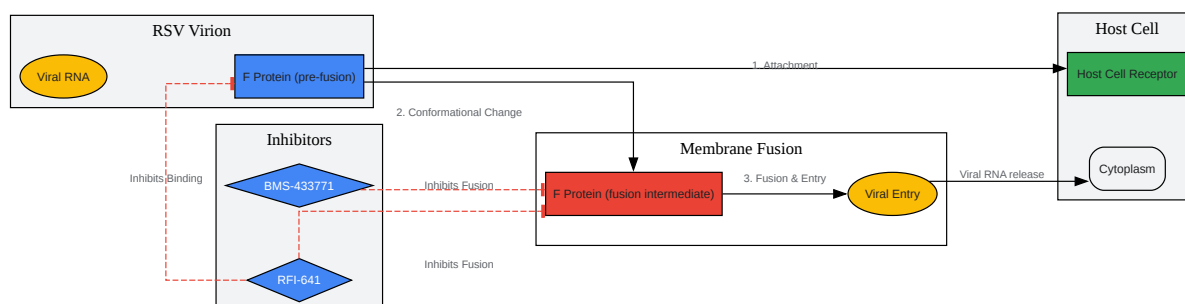 RSV Virion
Host Cell
Viral RNA
F Protein (pre-fusion)
1. Attachment
Host Cell Receptor
2. Conformational Change
Inhibitors
Membrane Fusion
Inhibits Binding
BMS-433771
Inhibits Fusion
F Protein (fusion intermediate)
3. Fusion & Entry
Viral Entry
Viral RNA release
Cytoplasm
RFI-641
Inhibits Fusion